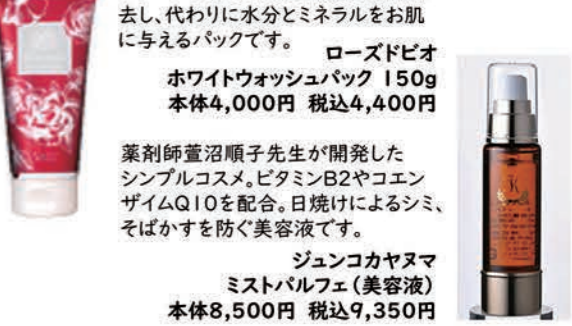 去し、代わりに水分とミネラルをお肌
に与えるパックです。
ローズドビオ
ホワイトウォッシュパック 150g
本体4,000円 税込4,400円
薬剤師萱沼順子先生が開発した
シンプルコスメ。ビタミンB2やコエン
ザイムQ10を配合。日焼けによるシミ、
そばかすを防ぐ美容液です。
ジュンコカヤヌマ
ミストパルフェ(美容液)
本体8,500円 税込9,350円